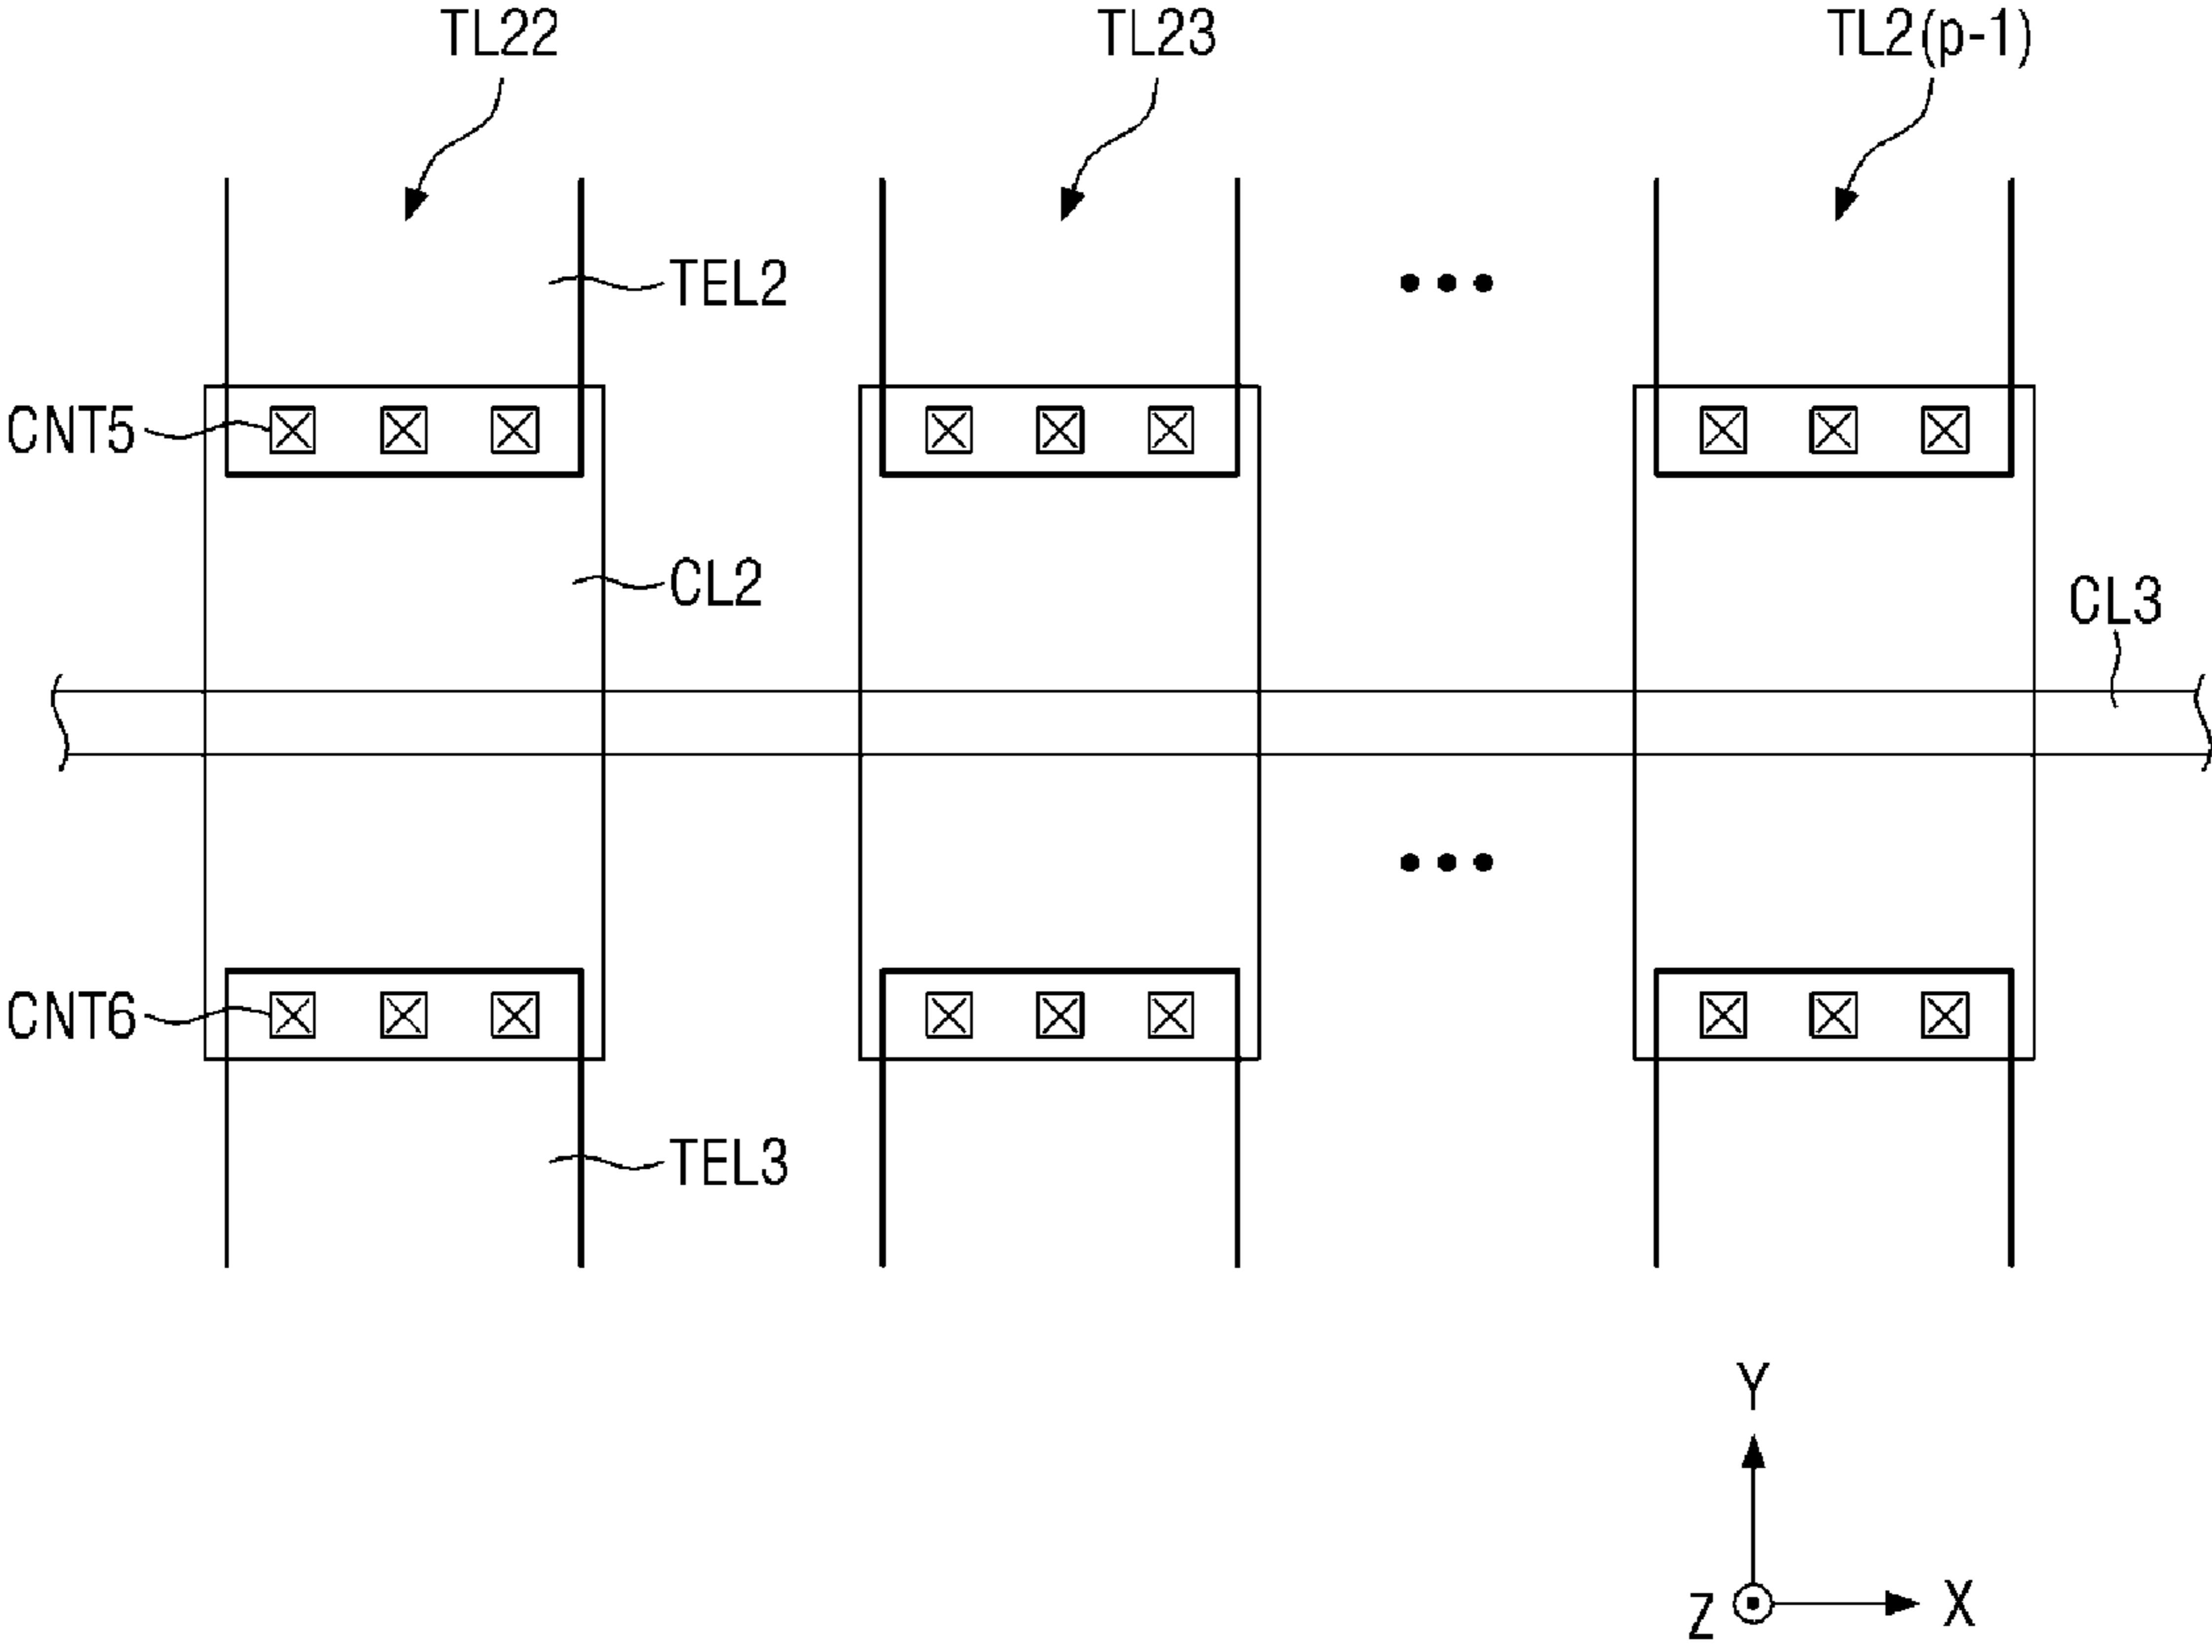 TL22 TL23 TL2(p-1)
TEL2
CNT5
CL2
CL3
CNT6
TEL3
Y
Z X